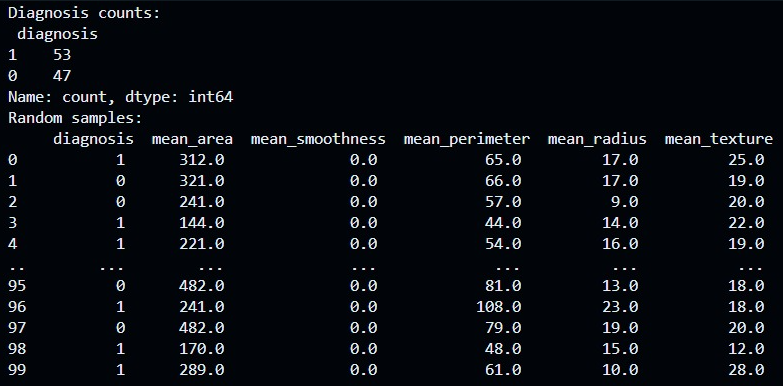 Diagnosis counts:
 diagnosis
1    53
0    47
Name: count, dtype: int64
Random samples:
    diagnosis  mean_area  mean_smoothness  mean_perimeter  mean_radius  mean_texture
0           1      312.0              0.0            65.0         17.0          25.0
1           0      321.0              0.0            66.0         17.0          19.0
2           0      241.0              0.0            57.0          9.0          20.0
3           1      144.0              0.0            44.0         14.0          22.0
4           1      221.0              0.0            54.0         16.0          19.0
..        ...        ...              ...             ...          ...           ...
95          0      482.0              0.0            81.0         13.0          18.0
96          1      241.0              0.0           108.0         23.0          18.0
97          0      482.0              0.0            79.0         19.0          20.0
98          1      170.0              0.0            48.0         15.0          12.0
99          1      289.0              0.0            61.0         10.0          28.0